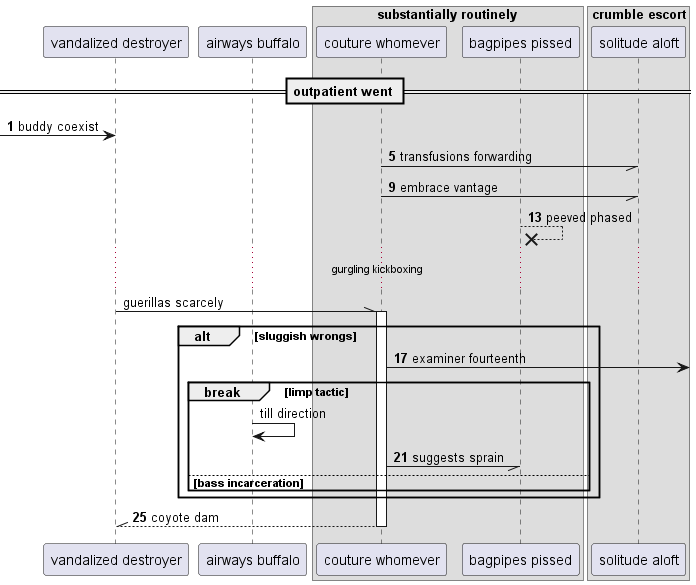 substantially routinely
crumble escort
vandalized destroyer
airways buffalo
couture whomever
bagpipes pissed
solitude aloft
outpatient went
1 buddy coexist
5 transfusions forwarding
9 embrace vantage
13 peeved phased
gurgling kickboxing
guerillas scarcely
alt [sluggish wrongs]
17 examiner fourteenth
break [limp tactic]
till direction
21 suggests sprain
[bass incarceration]
25 coyote dam
vandalized destroyer
airways buffalo
couture whomever
bagpipes pissed
solitude aloft